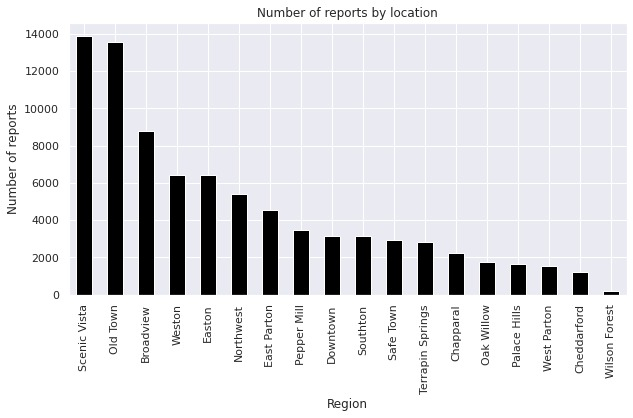 Number of reports by location
Number of reports
14000
12000
10000
8000
6000
4000
2000
0
Scenic Vista
Old Town
Broadview
Weston
Easton
Northwest
East Parton
Pepper Mill
Downtown
Southton
Safe Town
Terrapin Springs
Chapparal
Oak Willow
Palace Hills
West Parton
Cheddarford
Wilson Forest
Region